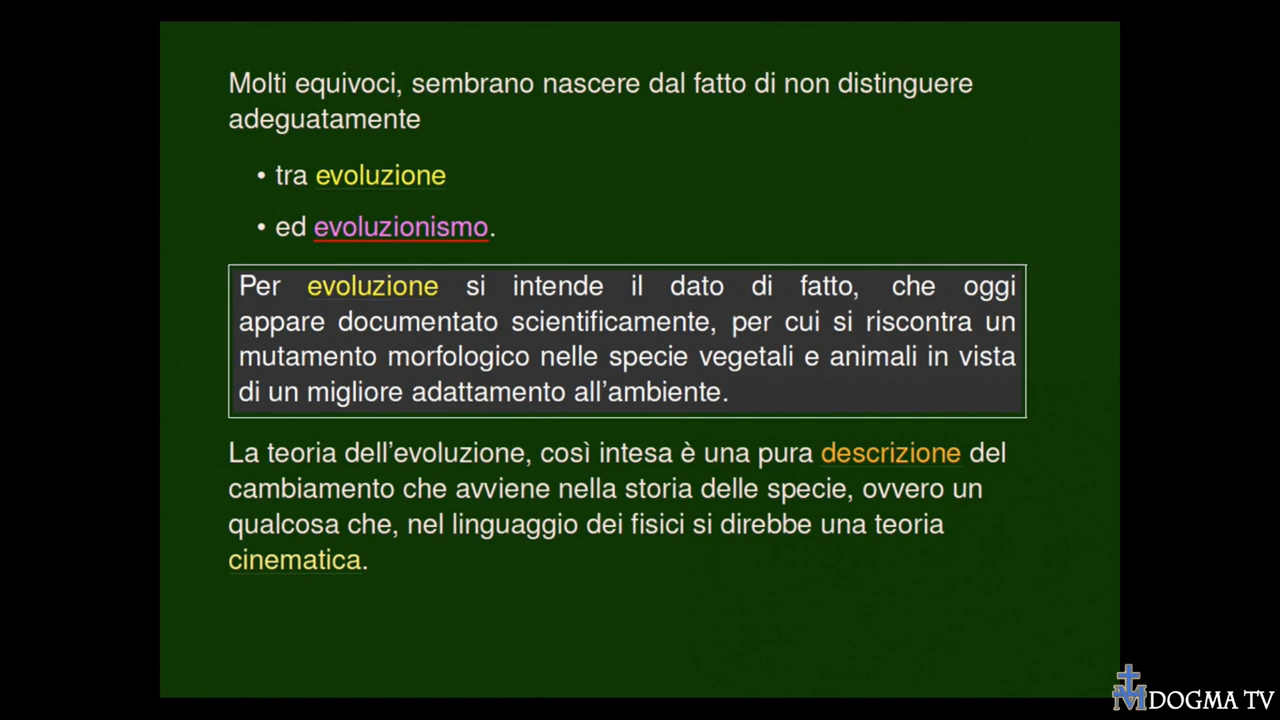 Molti equivoci, sembrano nascere dal fatto di non distinguere
adeguatamente
• tra evoluzione
• ed evoluzionismo.
Per evoluzione si intende il dato di fatto, che oggi
appare documentato scientificamente, per cui si riscontra un
mutamento morfologico nelle specie vegetali e animali in vista
di un migliore adattamento all'ambiente.
La teoria dell'evoluzione, così intesa è una pura descrizione del
cambiamento che avviene nella storia delle specie, ovvero un
qualcosa che, nel linguaggio dei fisici si direbbe una teoria
cinematica.
DOGMA TV